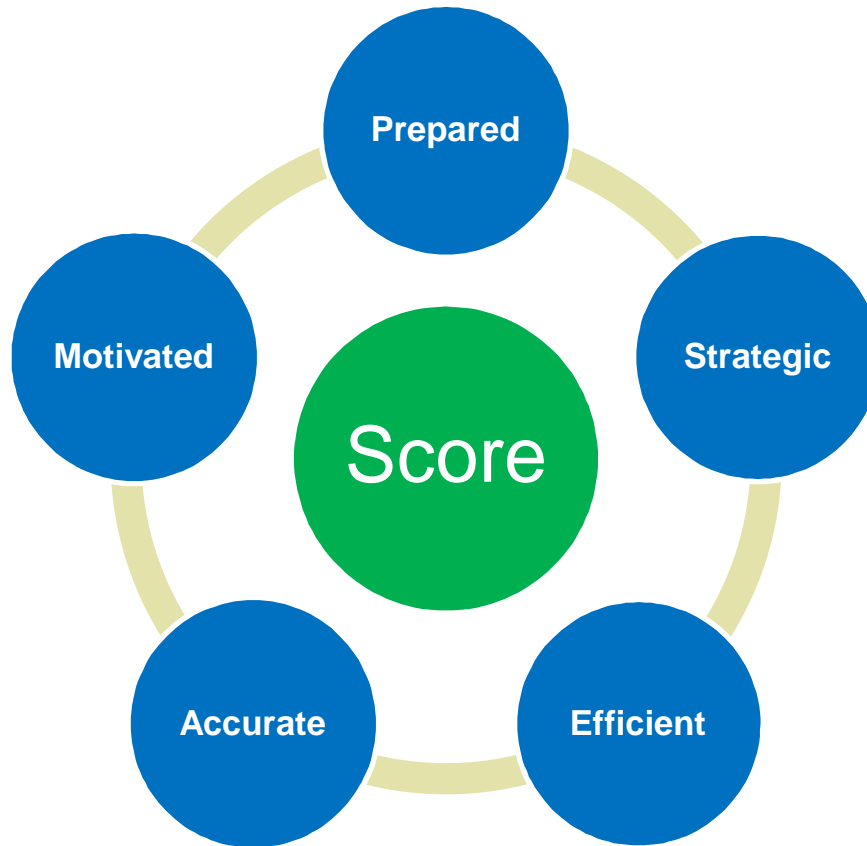 Prepared
Strategic
Efficient
Accurate
Motivated
Score